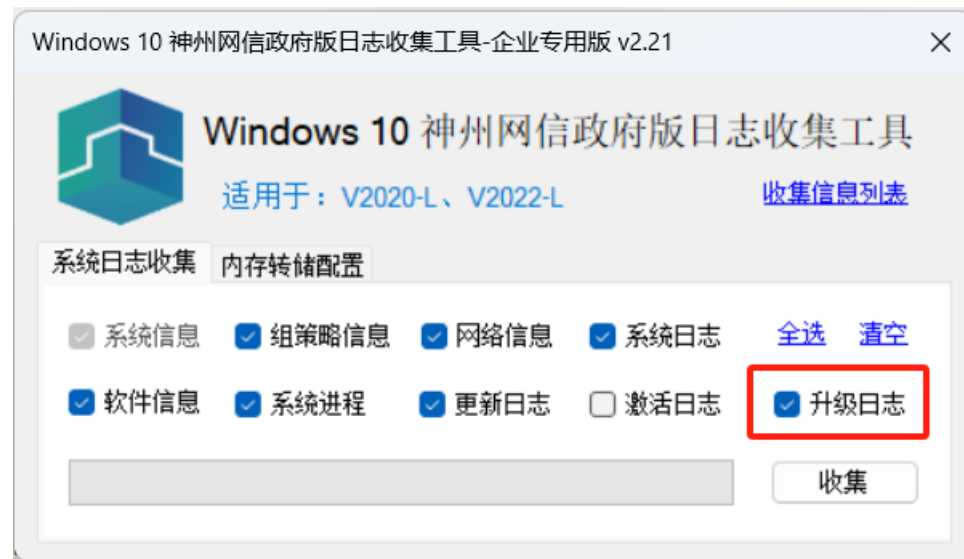 Windows 10 神州网信政府版日志收集工具-企业专用版 v2.21
Windows 10 神州网信政府版日志收集工具
适用于：V2020-L、V2022-L 收集信息列表
系统日志收集 内存转储配置
系统信息 组策略信息 网络信息 系统日志 全选 清空
软件信息 系统进程 更新日志 激活日志 升级日志
收集